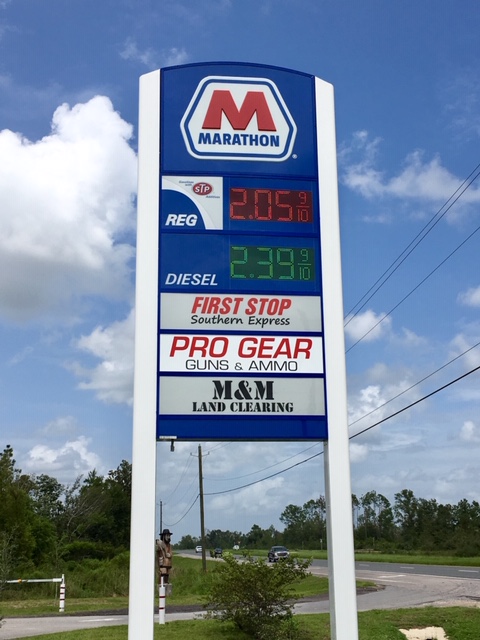 M
MARATHON
STP
REG
2.05 9/10
DIESEL
2.39 9/10
FIRST STOP
Southern Express
PRO GEAR
GUNS & AMMO
M&M
LAND CLEARING